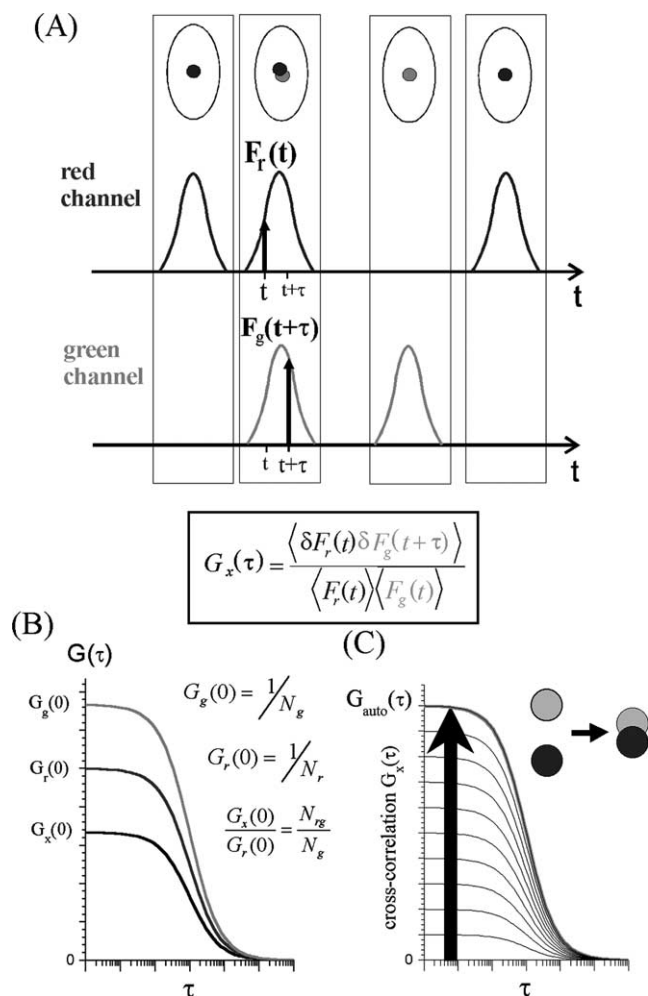 (A)
F_r(t)
red
channel
t t+τ
t
F_g(t+τ)
green
channel
t t+τ
t
G_x(τ) = ⟨δF_r(t)δF_g(t+τ)⟩ / ⟨F_r(t)⟩⟨F_g(t)⟩
(B)
G(τ)
G_g(0)
G_r(0)
G_x(0)
0
τ
G_g(0) = 1/N_g
G_r(0) = 1/N_r
G_x(0)/G_r(0) = N_rg/N_g
(C)
G_auto(τ)
cross-correlation G_x(τ)
0
τ